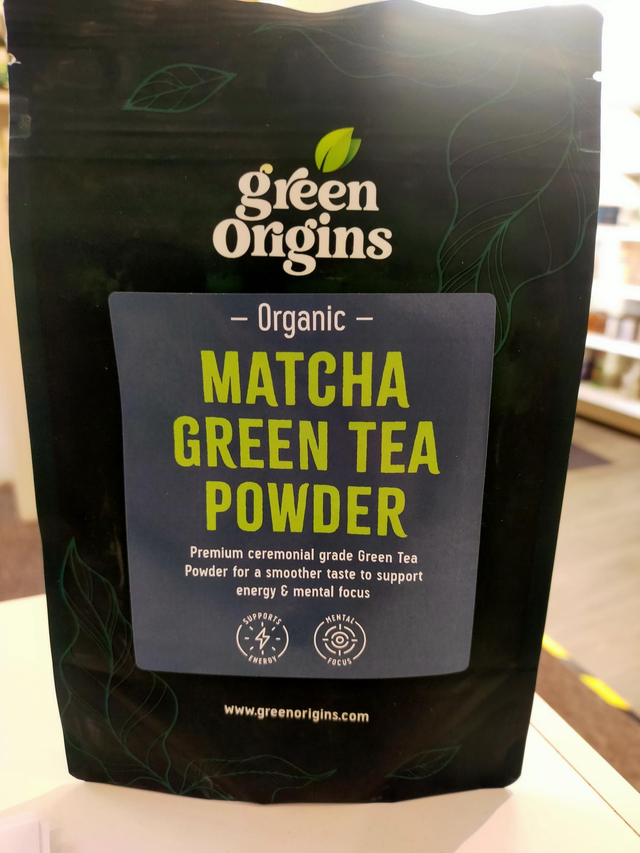 green
Origins
– Organic –
MATCHA
GREEN TEA
POWDER
Premium ceremonial grade Green Tea
Powder for a smoother taste to support
energy & mental focus
SUPPORTS
ENERGY
MENTAL
FOCUS
www.greenorigins.com